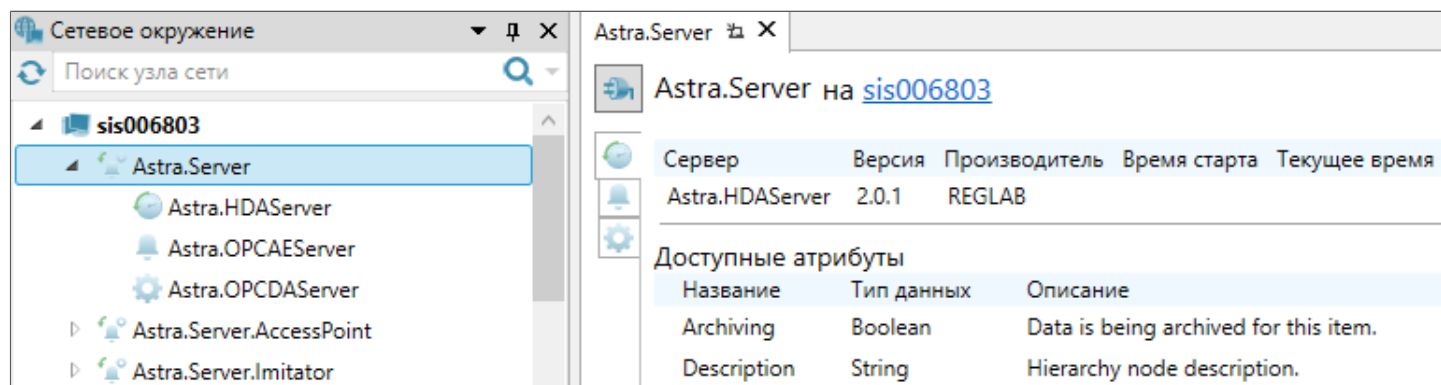 Сетевое окружение
Поиск узла сети
sis006803
Astra.Server
Astra.HDAServer
Astra.OPCAEServer
Astra.OPCDAServer
Astra.Server.AccessPoint
Astra.Server.Imitator
Astra.Server
Astra.Server на sis006803
Сервер Версия Производитель Время старта Текущее время
Astra.HDAServer 2.0.1 REGLAB
Доступные атрибуты
Название Тип данных Описание
Archiving Boolean Data is being archived for this item.
Description String Hierarchy node description.